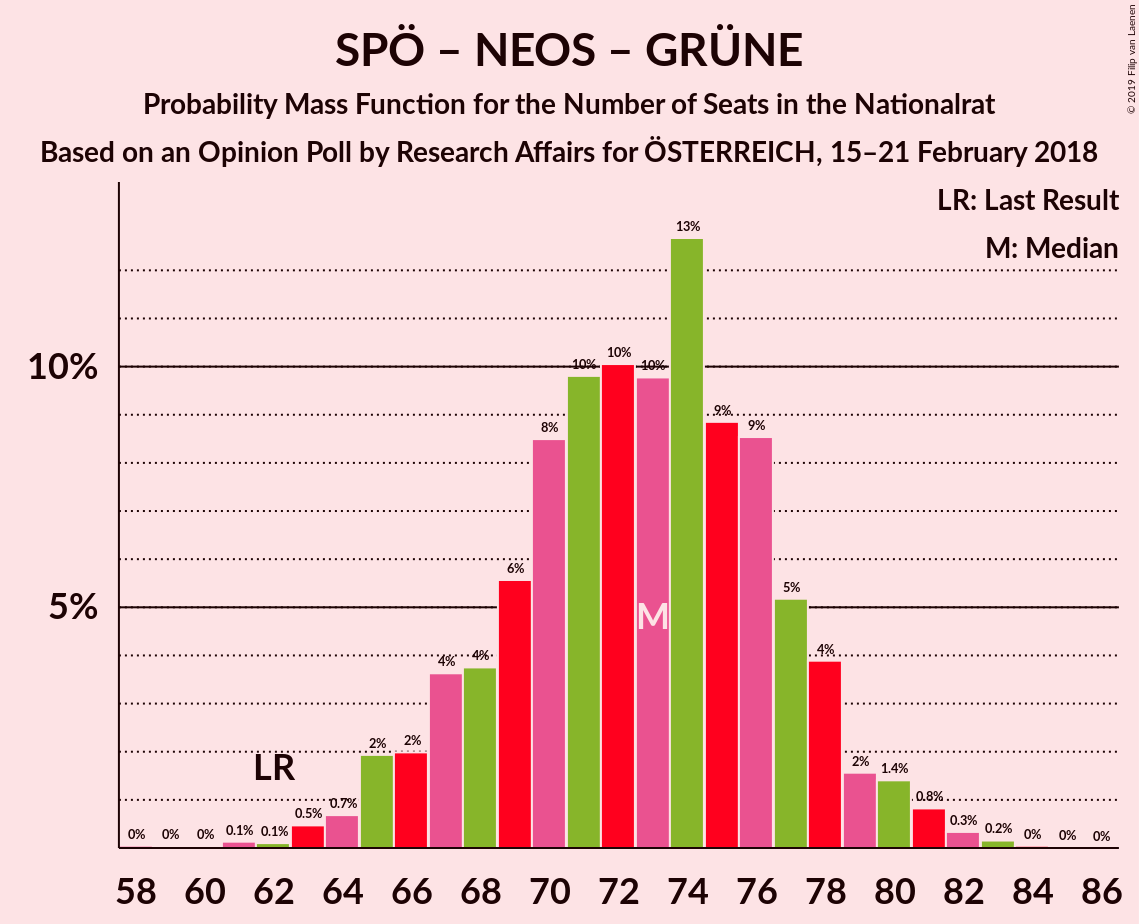 SPÖ – NEOS – GRÜNE
Probability Mass Function for the Number of Seats in the Nationalrat
Based on an Opinion Poll by Research Affairs for ÖSTERREICH, 15–21 February 2018
© 2019 Filip van Laenen
LR: Last Result
M: Median
10%
5%
0% 0% 0% 0.1% 0.1% 0.5% 0.7% 2% 2% 4% 4% 6% 8% 10% 10% 10% 13% 9% 9% 5% 4% 2% 1.4% 0.8% 0.3% 0.2% 0% 0% 0%
LR
M
58 60 62 64 66 68 70 72 74 76 78 80 82 84 86